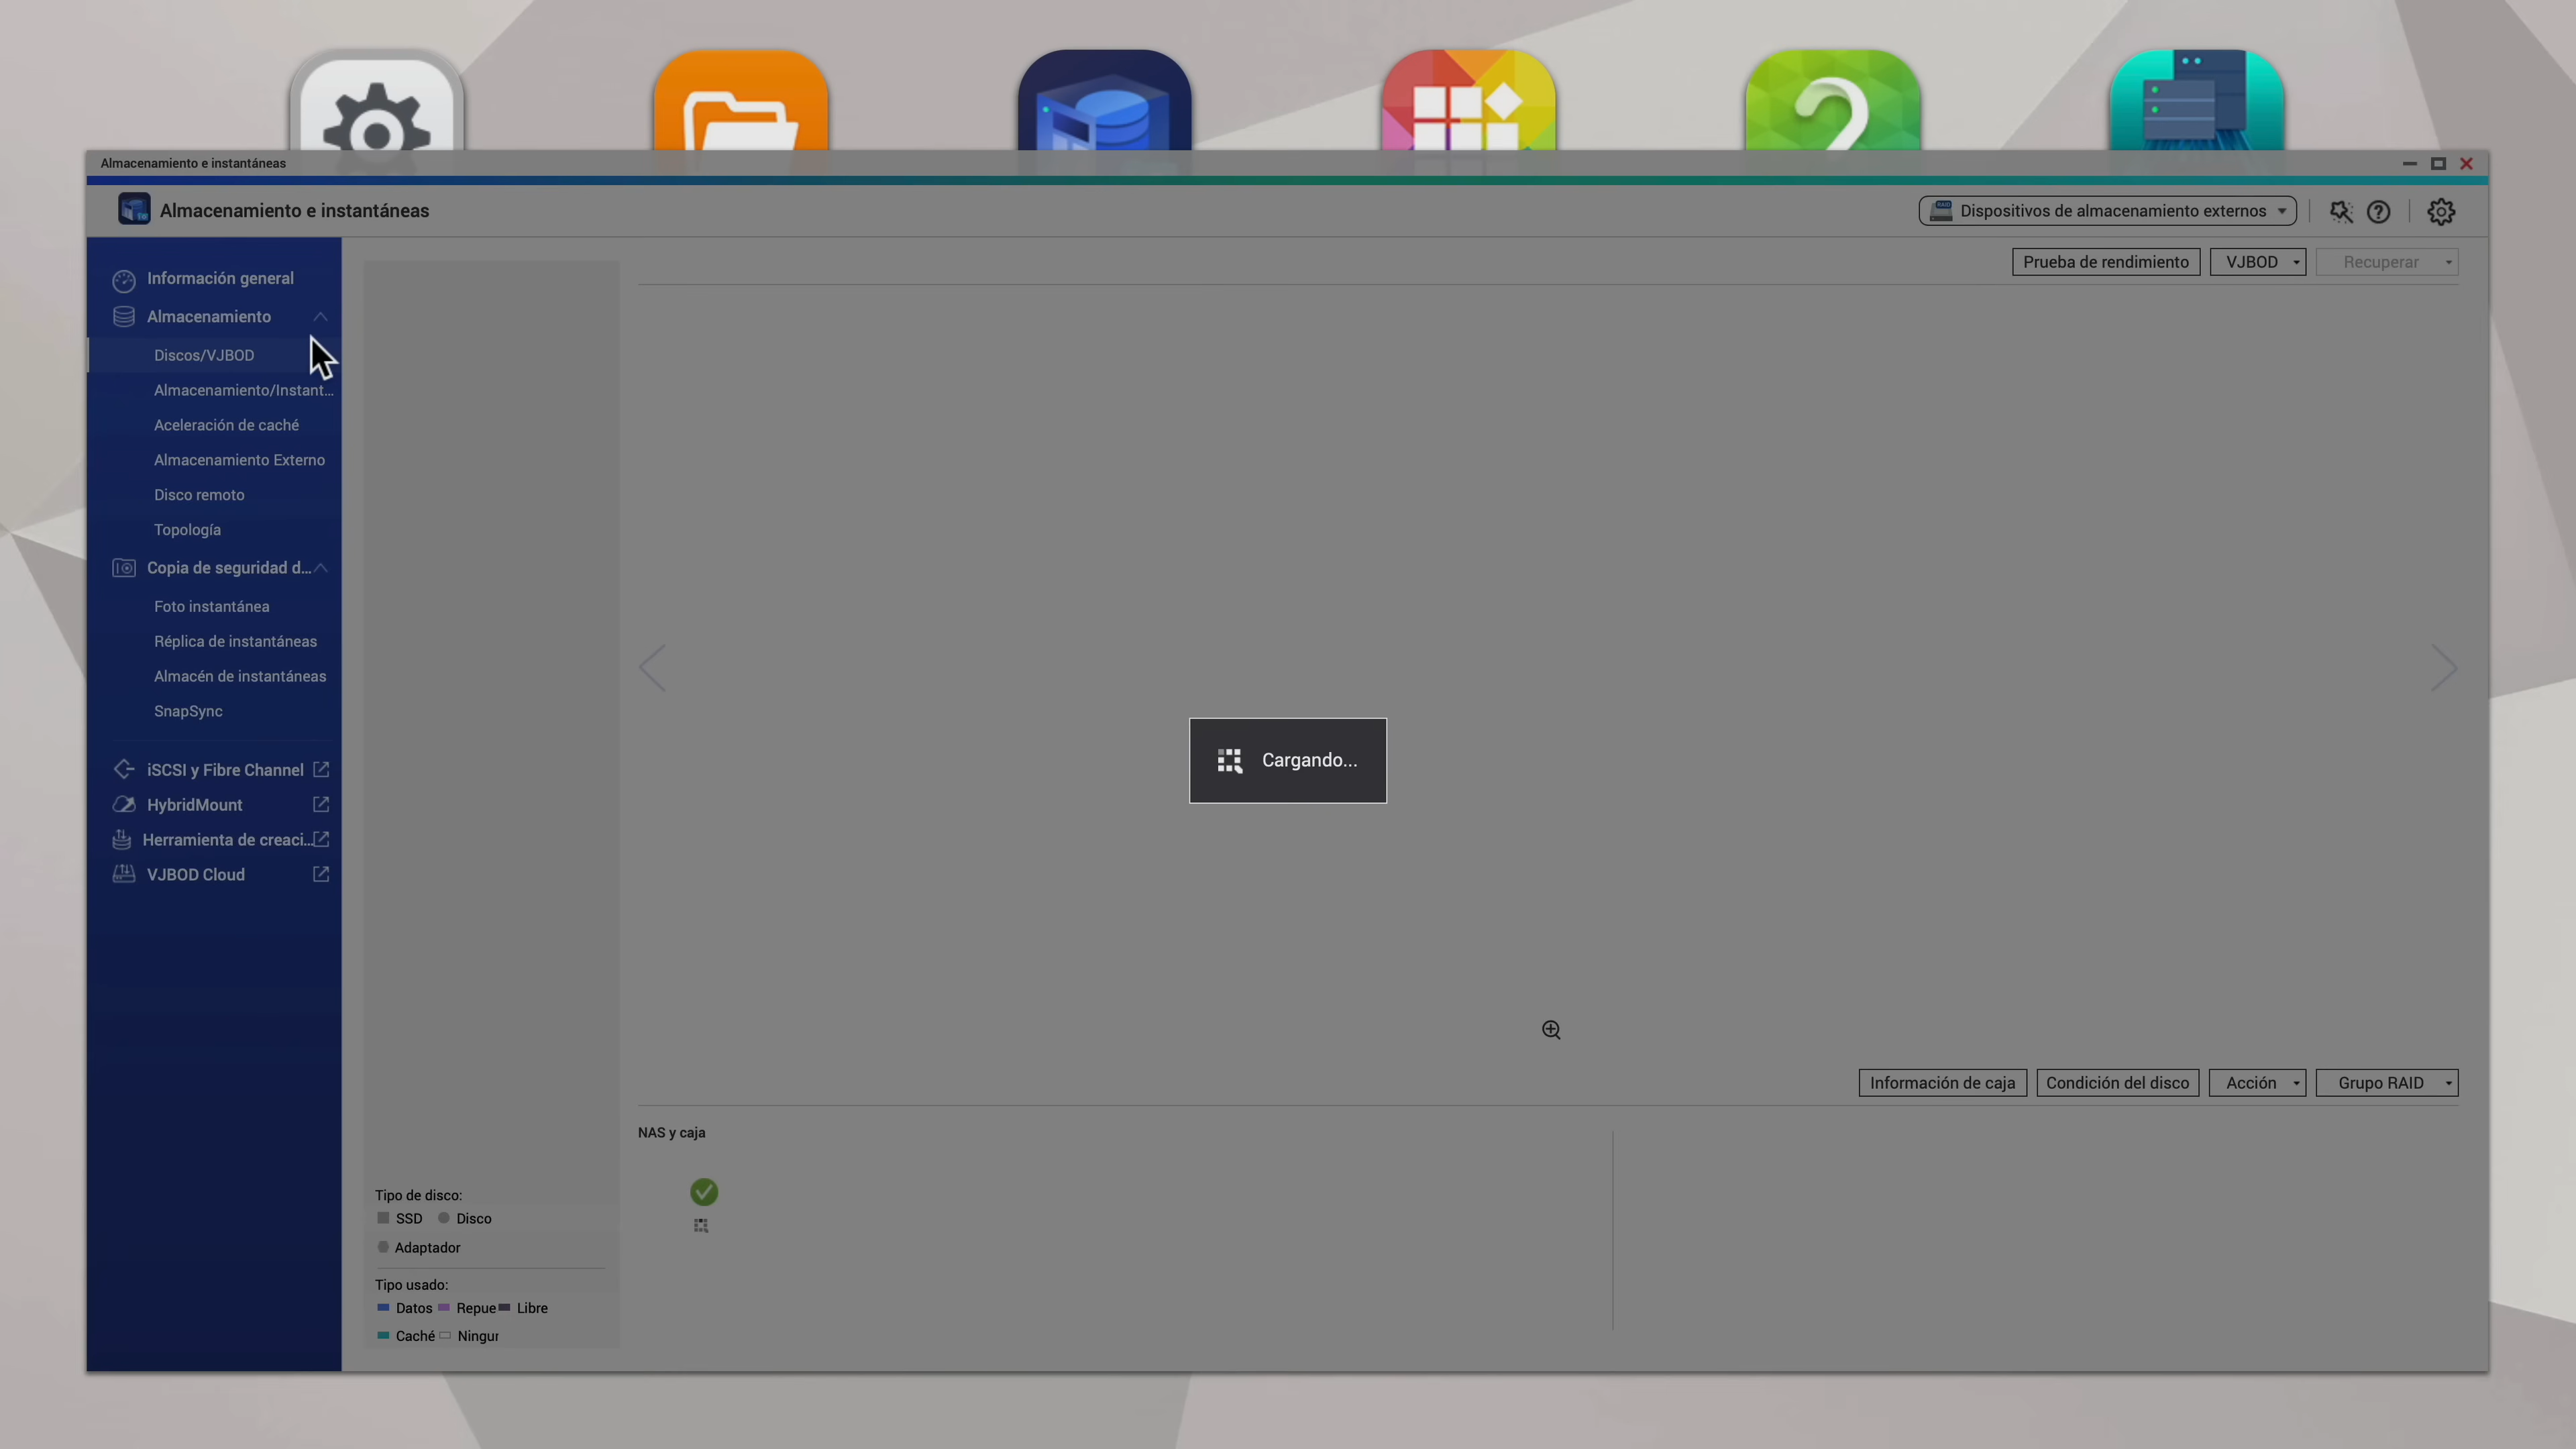 Almacenamiento e instantáneas
Almacenamiento e instantáneas
Dispositivos de almacenamiento externos
Prueba de rendimiento
VJBOD
Recuperar
Información general
Almacenamiento
Discos/VJBOD
Almacenamiento/Instant...
Aceleración de caché
Almacenamiento Externo
Disco remoto
Topología
Copia de seguridad d...
Foto instantánea
Réplica de instantáneas
Almacén de instantáneas
SnapSync
iSCSI y Fibre Channel
HybridMount
Herramienta de creaci...
VJBOD Cloud
Cargando...
Información de caja
Condición del disco
Acción
Grupo RAID
NAS y caja
Tipo de disco:
SSD Disco
Adaptador
Tipo usado:
Datos Repue Libre
Caché Ningur